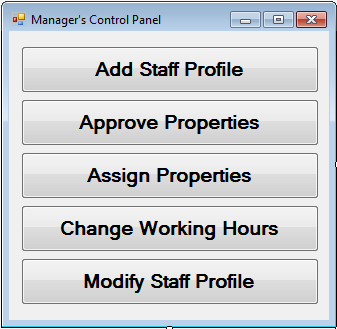 Manager's Control Panel
Add Staff Profile
Approve Properties
Assign Properties
Change Working Hours
Modify Staff Profile